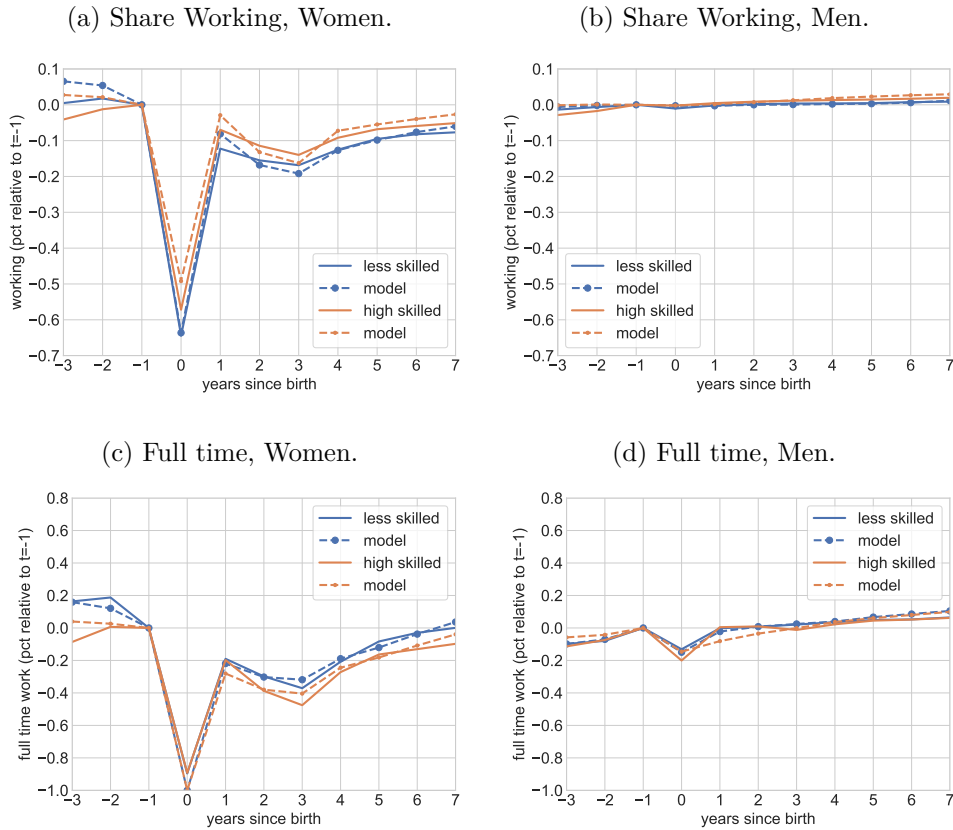 (a) Share Working, Women.
0.1
0.0
−0.1
−0.2
−0.3
−0.4
−0.5
−0.6
−0.7
working (pct relative to t=-1)
less skilled
model
high skilled
model
−3 −2 −1 0 1 2 3 4 5 6 7
years since birth
(b) Share Working, Men.
0.1
0.0
−0.1
−0.2
−0.3
−0.4
−0.5
−0.6
−0.7
working (pct relative to t=-1)
less skilled
model
high skilled
model
−3 −2 −1 0 1 2 3 4 5 6 7
years since birth
(c) Full time, Women.
0.8
0.6
0.4
0.2
0.0
−0.2
−0.4
−0.6
−0.8
−1.0
full time work (pct relative to t=-1)
less skilled
model
high skilled
model
−3 −2 −1 0 1 2 3 4 5 6 7
years since birth
(d) Full time, Men.
0.8
0.6
0.4
0.2
0.0
−0.2
−0.4
−0.6
−0.8
−1.0
full time work (pct relative to t=-1)
less skilled
model
high skilled
model
−3 −2 −1 0 1 2 3 4 5 6 7
years since birth